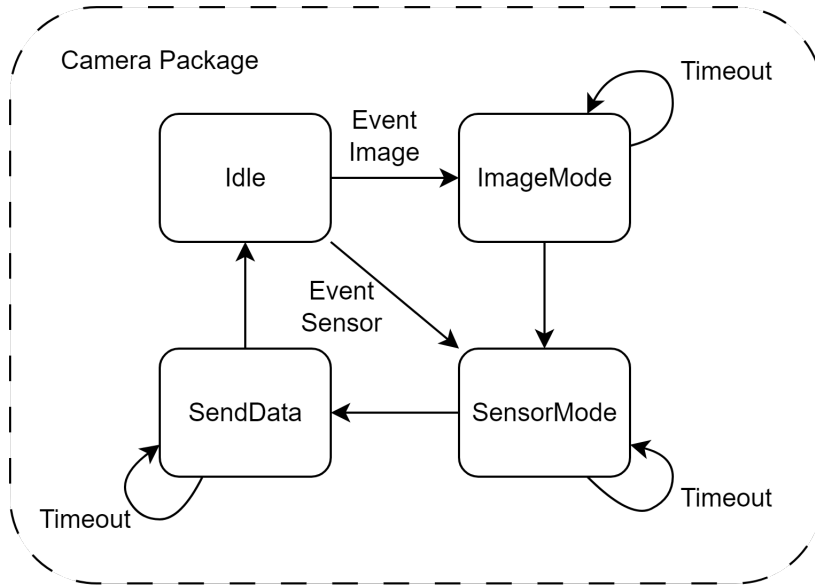 Camera Package
Timeout
Event
Image
Idle
ImageMode
Event
Sensor
SendData
SensorMode
Timeout
Timeout